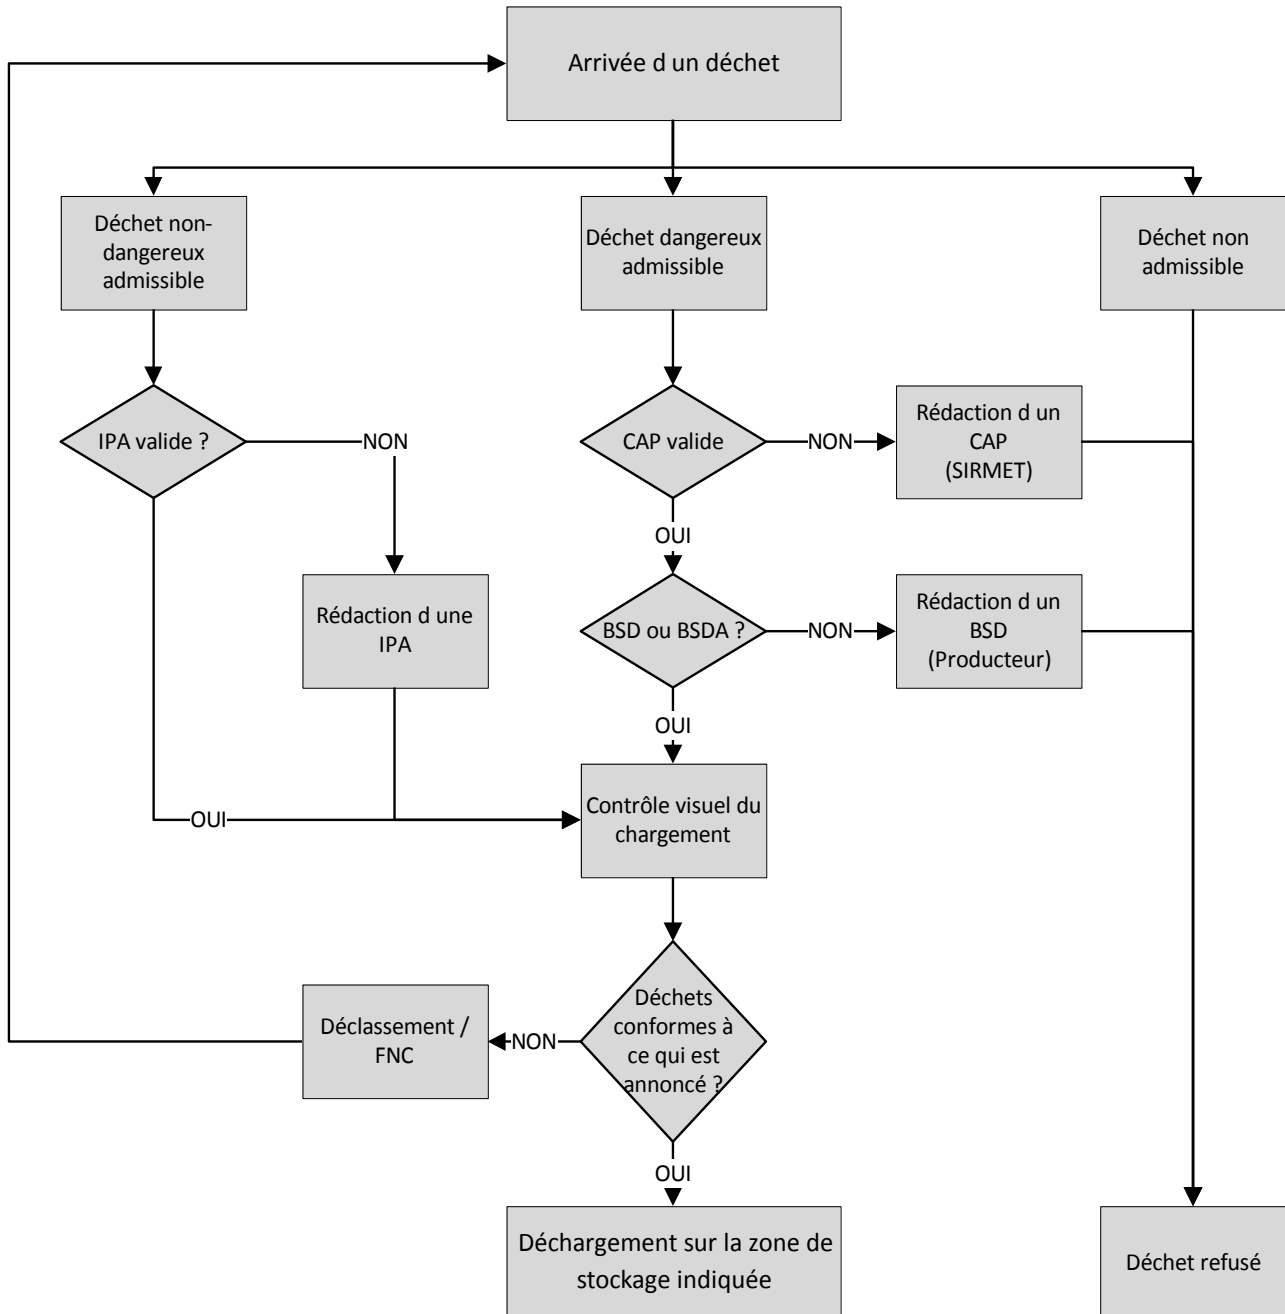 Arrivée d un déchet
Déchet non-
dangereux
admissible
Déchet dangereux
admissible
Déchet non
admissible
IPA valide ?
NON
CAP valide
NON
Rédaction d un
CAP
(SIRMET)
OUI
Rédaction d une
IPA
BSD ou BSDA ?
NON
Rédaction d un
BSD
(Producteur)
OUI
Contrôle visuel du
chargement
OUI
Déclassement /
FNC
NON
Déchets
conformes à
ce qui est
annoncé ?
OUI
Déchargement sur la zone de
stockage indiquée
Déchet refusé